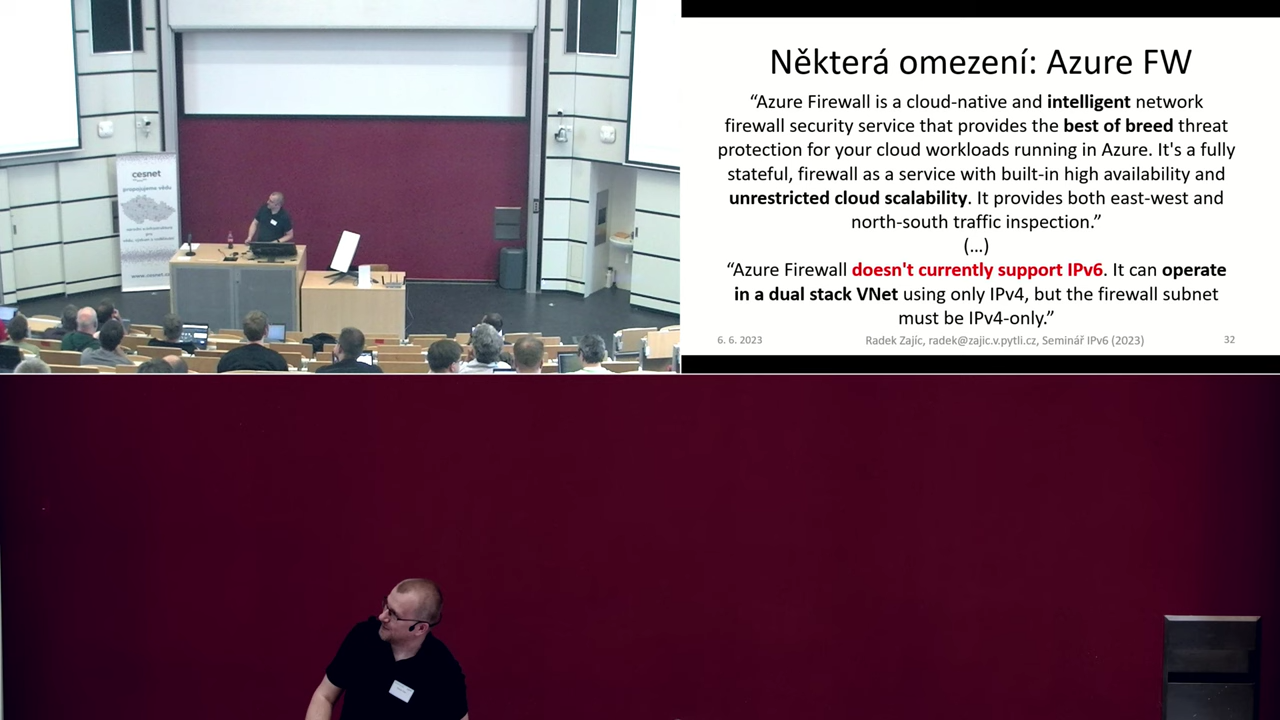 cesnet
propojujeme vědu
www.cesnet.cz
Některá omezení: Azure FW
“Azure Firewall is a cloud-native and intelligent network
firewall security service that provides the best of breed threat
protection for your cloud workloads running in Azure. It's a fully
stateful, firewall as a service with built-in high availability and
unrestricted cloud scalability. It provides both east-west and
north-south traffic inspection.”
(…)
“Azure Firewall doesn't currently support IPv6. It can operate
in a dual stack VNet using only IPv4, but the firewall subnet
must be IPv4-only.”
6. 6. 2023
Radek Zajíc, radek@zajic.v.pytli.cz, Seminář IPv6 (2023)
32